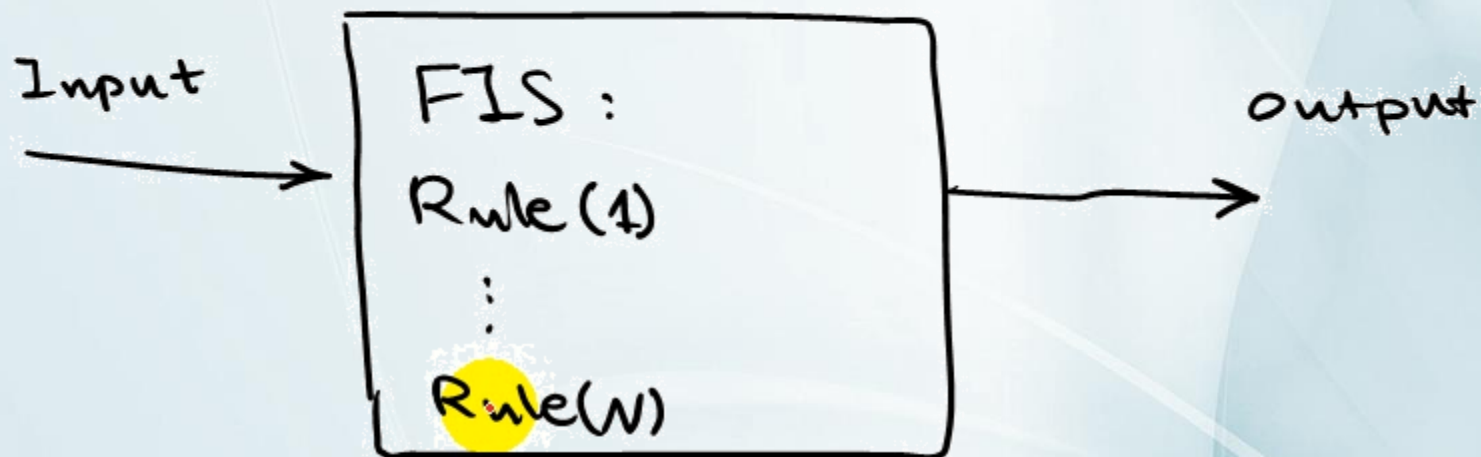 Input
FIS:
Output
Rule(1)
⋮
Rule(N)